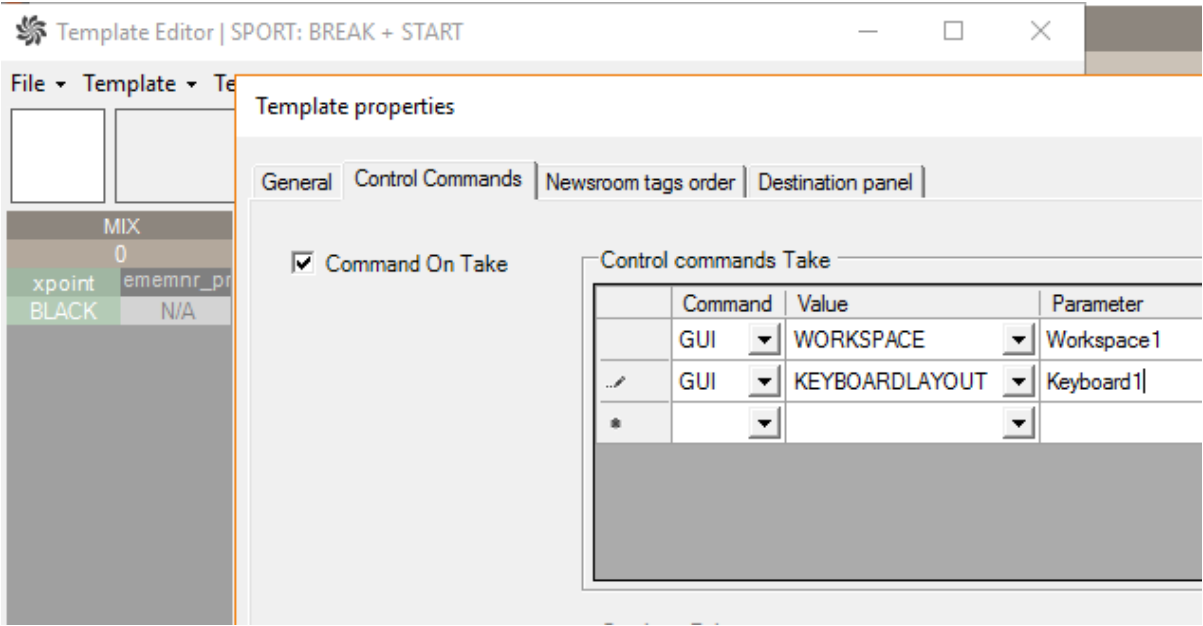 Template Editor | SPORT: BREAK + START
File Template Te
Template properties
General Control Commands Newsroom tags order Destination panel
MIX
0
xpoint ememnr_pr
BLACK N/A
Command On Take
Control commands Take
Command Value Parameter
GUI WORKSPACE Workspace1
GUI KEYBOARDLAYOUT Keyboard1